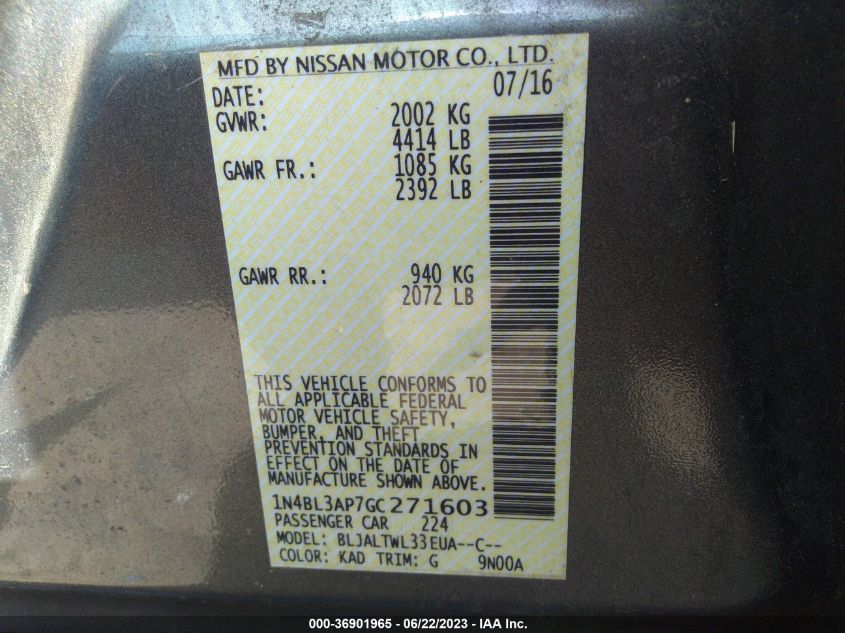 MFD BY NISSAN MOTOR CO., LTD.
DATE: 07/16
GVWR: 2002 KG
4414 LB
GAWR FR.: 1085 KG
2392 LB
GAWR RR.: 940 KG
2072 LB
THIS VEHICLE CONFORMS TO
ALL APPLICABLE FEDERAL
MOTOR VEHICLE SAFETY,
BUMPER, AND THEFT
PREVENTION STANDARDS IN
EFFECT ON THE DATE OF
MANUFACTURE SHOWN ABOVE.
1N4BL3AP7GC271603
PASSENGER CAR 224
MODEL: BLJALTWL33EUA--C--
COLOR: KAD TRIM: G 9N00A
000-36901965 - 06/22/2023 - IAA Inc.